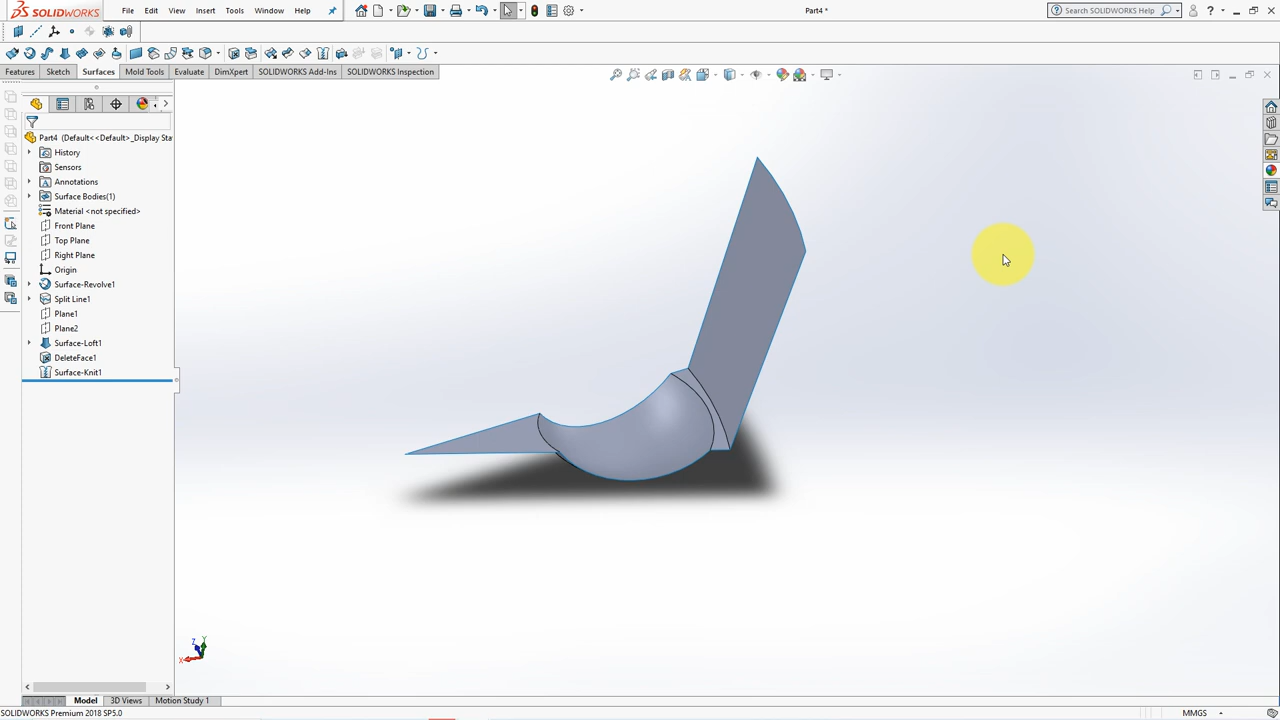 SOLIDWORKS
File
Edit
View
Insert
Tools
Window
Help
Part4 *
Search SOLIDWORKS Help
Features
Sketch
Surfaces
Mold Tools
Evaluate
DimXpert
SOLIDWORKS Add-Ins
SOLIDWORKS Inspection
Part4 (Default<<Default>_Display Sta
History
Sensors
Annotations
Surface Bodies(1)
Material <not specified>
Front Plane
Top Plane
Right Plane
Origin
Surface-Revolve1
Split Line1
Plane1
Plane2
Surface-Loft1
DeleteFace1
Surface-Knit1
Y
Z
X
Model
3D Views
Motion Study 1
SOLIDWORKS Premium 2018 SP5.0
MMGS